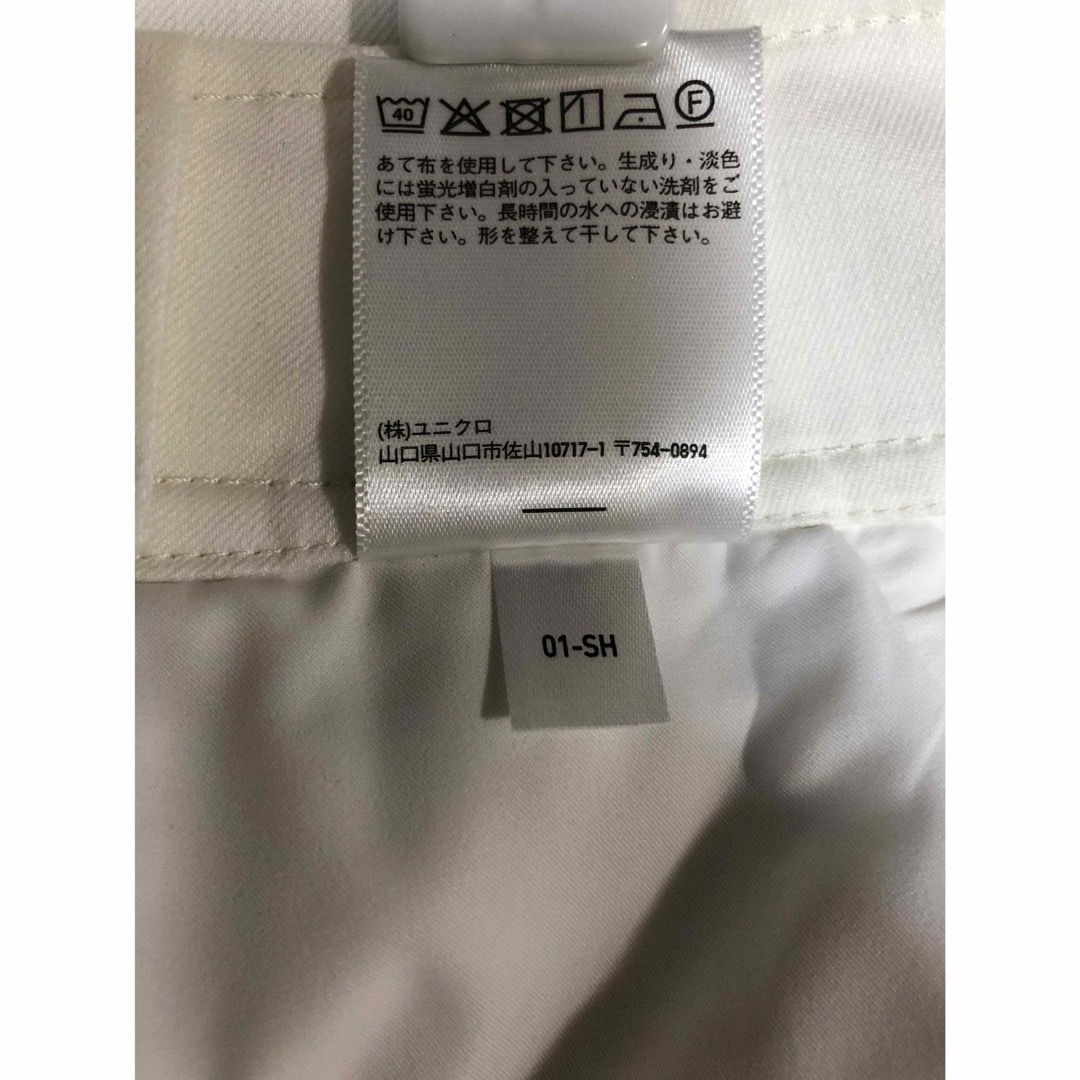 40
F
あて布を使用して下さい。生成り・淡色
には蛍光増白剤の入っていない洗剤をご
使用下さい。長時間の水への浸漬はお避
け下さい。形を整えて干して下さい。
(株)ユニクロ
山口県山口市佐山10717-1 〒754-0894
01-SH